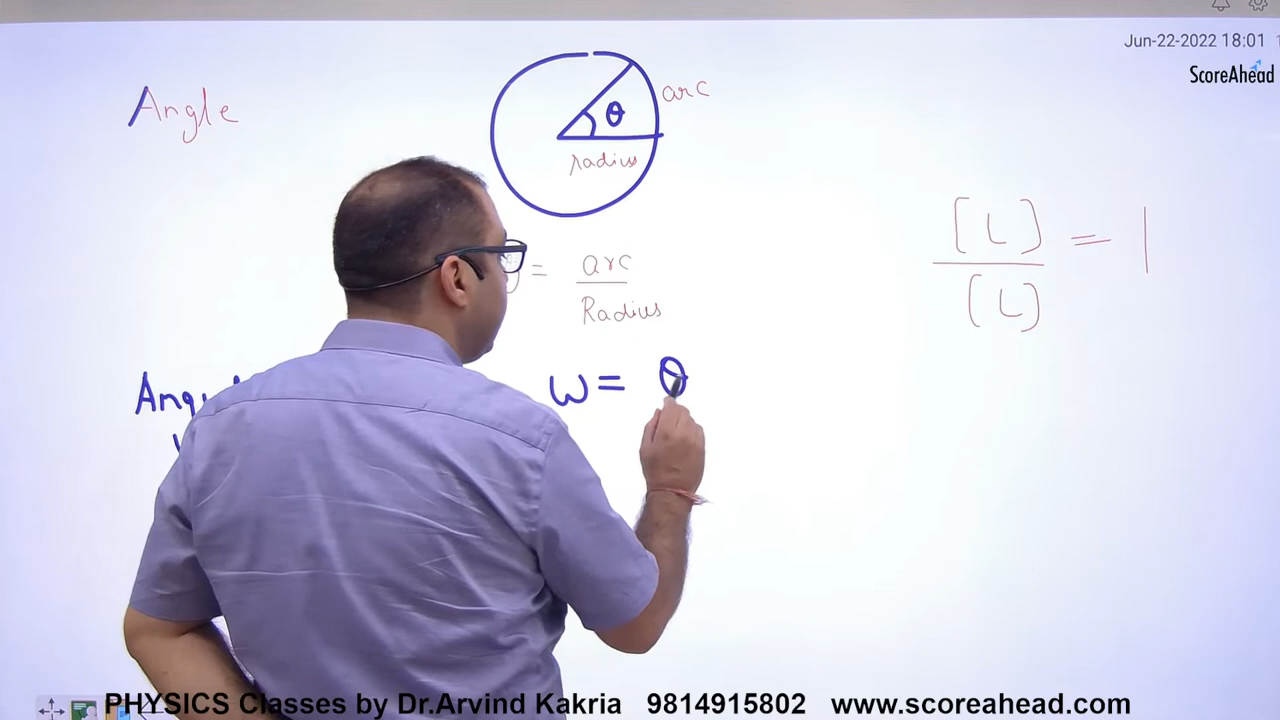 Jun-22-2022 18:01
ScoreAhead
Angle
θ
arc
radius
[L]
[L]
= 1
= arc
Radius
ω = θ
PHYSICS Classes by Dr.Arvind Kakria 9814915802 www.scoreahead.com